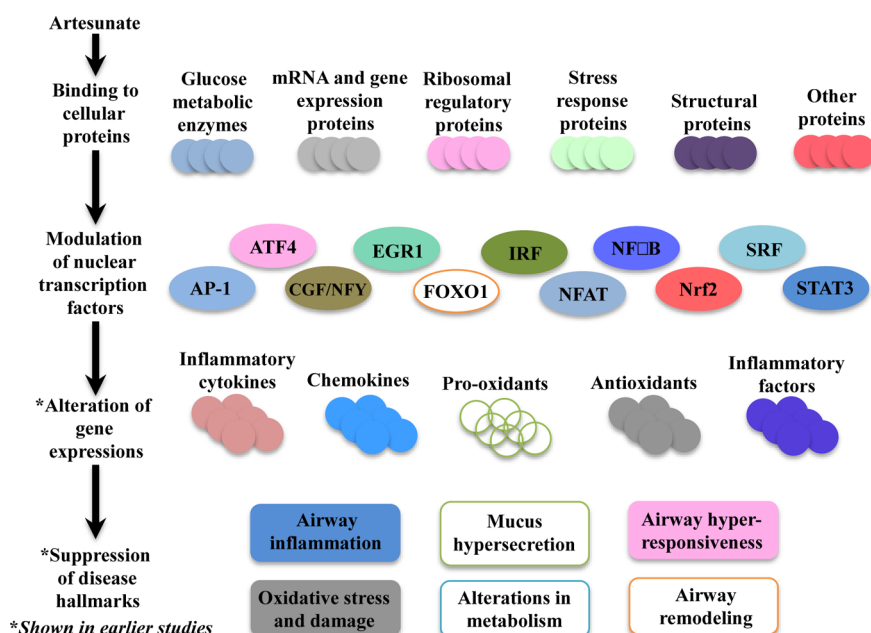 Artesunate
Binding to
cellular
proteins
Glucose
metabolic
enzymes
mRNA and gene
expression
proteins
Ribosomal
regulatory
proteins
Stress
response
proteins
Structural
proteins
Other
proteins
Modulation
of nuclear
transcription
factors
ATF4
EGR1
IRF
NF□B
SRF
AP-1
CGF/NFY
FOXO1
NFAT
Nrf2
STAT3
*Alteration of
gene
expressions
Inflammatory
cytokines
Chemokines
Pro-oxidants
Antioxidants
Inflammatory
factors
*Suppression
of disease
hallmarks
Airway
inflammation
Mucus
hypersecretion
Airway hyper-
responsiveness
Oxidative stress
and damage
Alterations in
metabolism
Airway
remodeling
*Shown in earlier studies